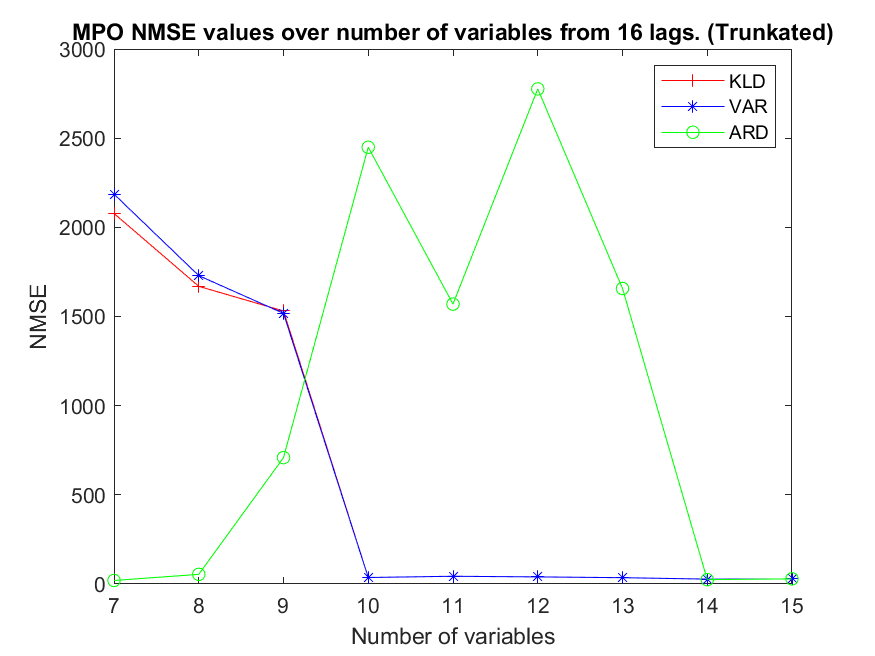 MPO NMSE values over number of variables from 16 lags. (Trunkated)
KLD
VAR
ARD
3000
2500
2000
1500
1000
500
0
NMSE
7 8 9 10 11 12 13 14 15
Number of variables